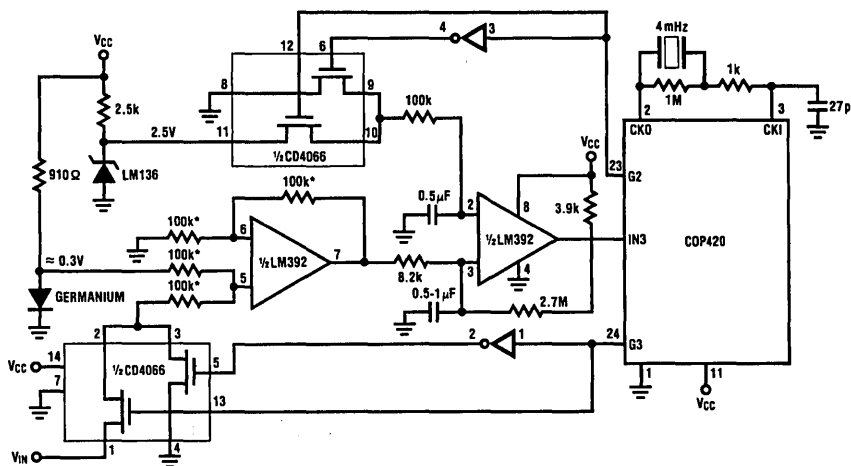 VCC
2.5k
2.5V
910Ω
LM136
12
6
4
3
8
9
11
10
½CD4066
100k
4mHz
1M
1k
27p
2
CKO
3
CKI
VCC
23
G2
3.9k
0.5μF
2
8
½LM392
3
4
IN3
COP420
100k*
100k*
6
½LM392
7
5
≈ 0.3V
100k*
100k*
GERMANIUM
8.2k
0.5-1μF
2.7M
2
3
VCC
14
½CD4066
5
7
13
2
1
24
G3
1
11
VCC
VIN
1
4